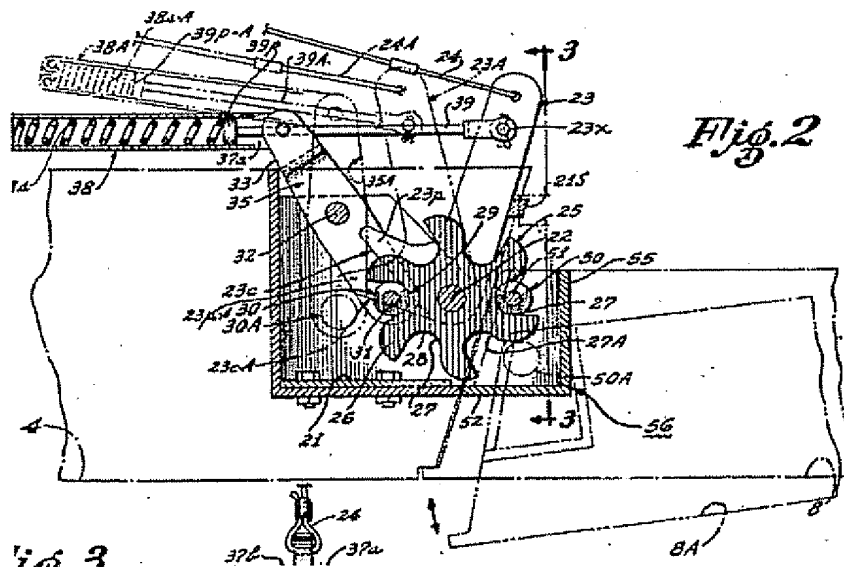 38A
39p-A
39p
39A
24A
24
23A
3
39
23
23x
Fig. 2
38
37a
33
35
35A
23p
29
21S
25
32
22
51
50
55
23c
30
27
30A
31
28
27A
23cA
26
27
52
50A
21
3
56
4
8
8A
24
37b
37a
Fig. 3